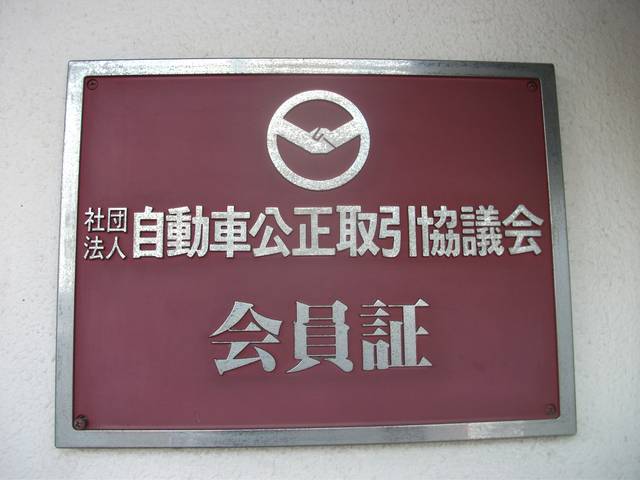 社団法人 自動車公正取引協議会
会員証